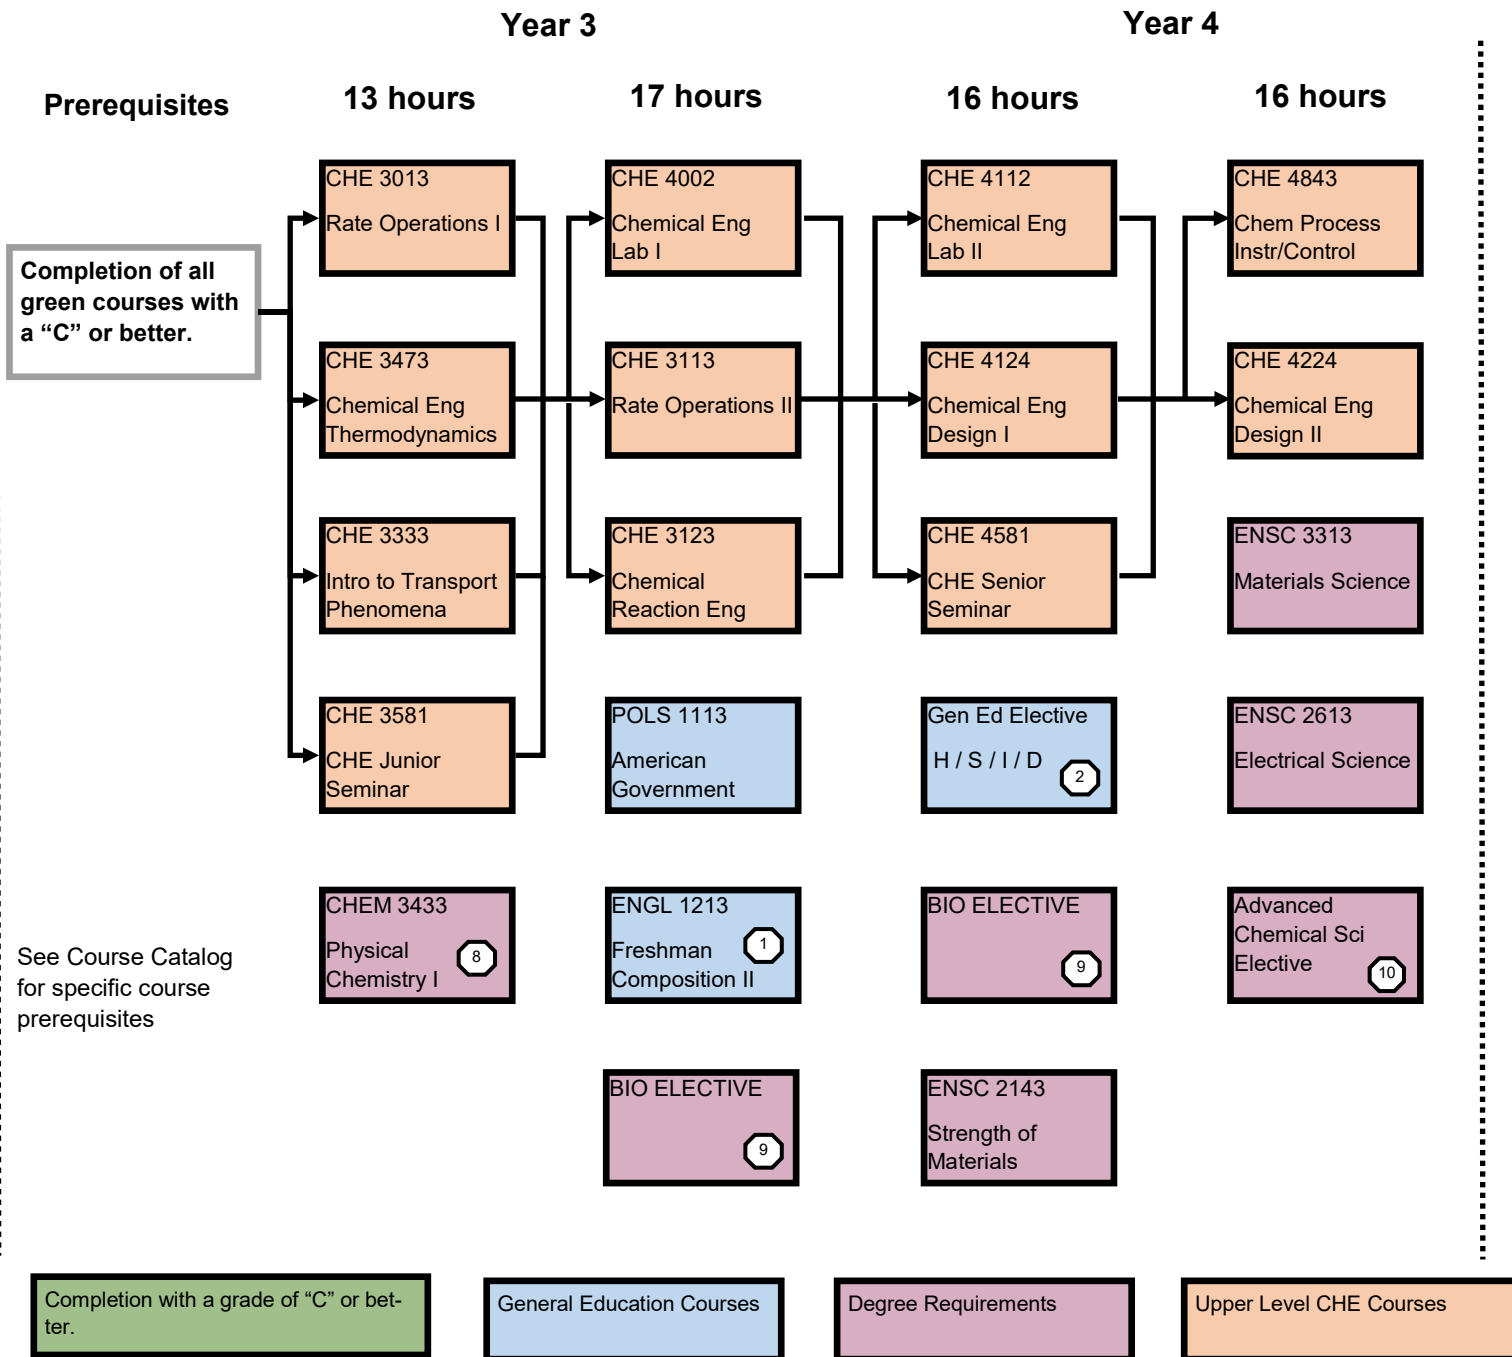 Year 3
Year 4
Prerequisites
13 hours
17 hours
16 hours
16 hours
Completion of all
green courses with
a “C” or better.
CHE 3013
Rate Operations I
CHE 4002
Chemical Eng
Lab I
CHE 4112
Chemical Eng
Lab II
CHE 4843
Chem Process
Instr/Control
CHE 3473
Chemical Eng
Thermodynamics
CHE 3113
Rate Operations II
CHE 4124
Chemical Eng
Design I
CHE 4224
Chemical Eng
Design II
CHE 3333
Intro to Transport
Phenomena
CHE 3123
Chemical
Reaction Eng
CHE 4581
CHE Senior
Seminar
ENSC 3313
Materials Science
CHE 3581
CHE Junior
Seminar
POLS 1113
American
Government
Gen Ed Elective
H / S / I / D
2
ENSC 2613
Electrical Science
See Course Catalog
for specific course
prerequisites
CHEM 3433
Physical
Chemistry I
8
ENGL 1213
Freshman
Composition II
1
BIO ELECTIVE
9
Advanced
Chemical Sci
Elective
10
BIO ELECTIVE
9
ENSC 2143
Strength of
Materials
Completion with a grade of “C” or bet-
ter.
General Education Courses
Degree Requirements
Upper Level CHE Courses